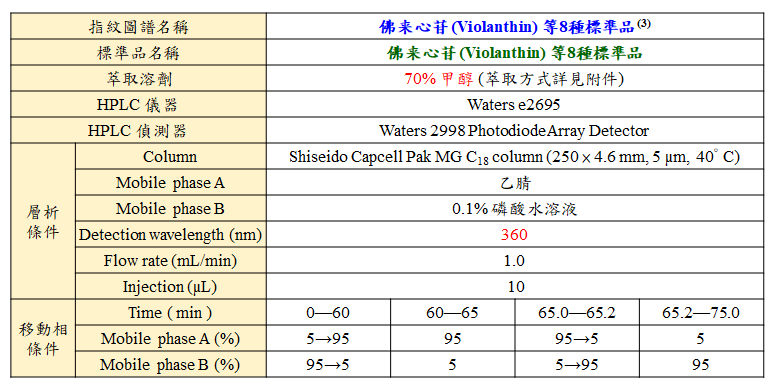 指紋圖譜名稱 佛來心苷(Violanthin) 等8種標準品(3)
標準品名稱 佛來心苷(Violanthin) 等8種標準品
萃取溶劑 70% 甲醇 (萃取方式詳見附件)
HPLC 儀器 Waters e2695
HPLC 偵測器 Waters 2998 Photodiode Array Detector
層析條件
Column Shiseido Capcell Pak MG C18 column (250 × 4.6 mm, 5 μm, 40° C)
Mobile phase A 乙腈
Mobile phase B 0.1% 磷酸水溶液
Detection wavelength (nm) 360
Flow rate (mL/min) 1.0
Injection (μL) 10
移動相條件
Time ( min ) 0—60 60—65 65.0—65.2 65.2—75.0
Mobile phase A (%) 5→95 95 95→5 5
Mobile phase B (%) 95→5 5 5→95 95